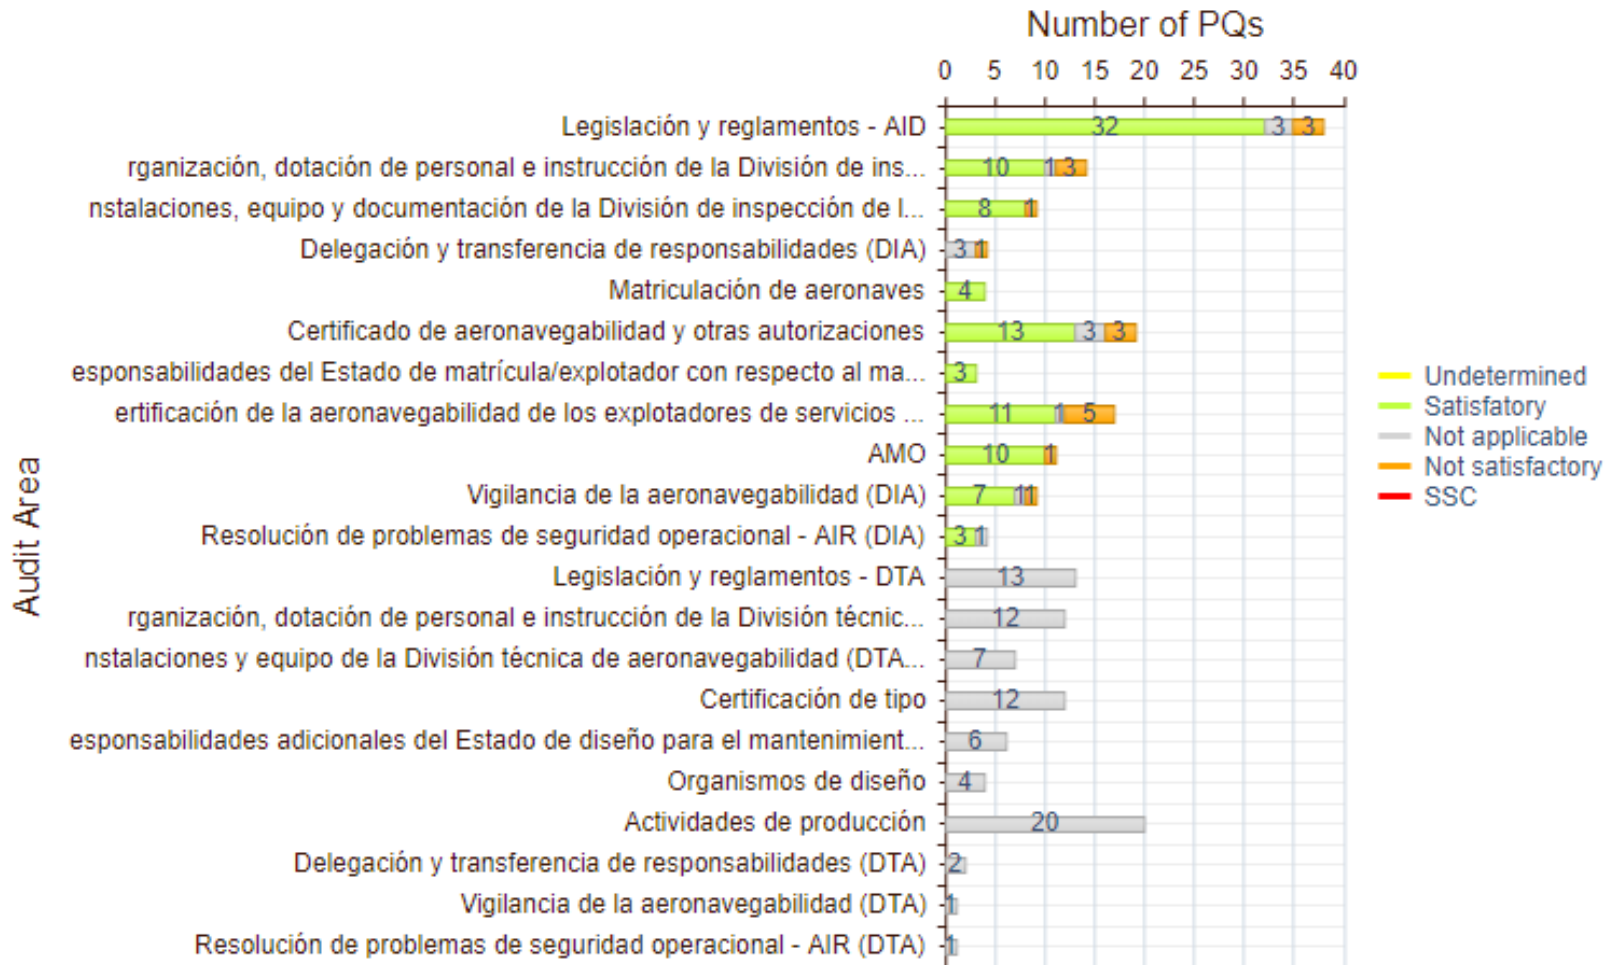 Number of PQs
0 5 10 15 20 25 30 35 40
Audit Area
Legislación y reglamentos - AID 32 3 3
rganización, dotación de personal e instrucción de la División de ins... 10 1 3
nstalaciones, equipo y documentación de la División de inspección de l... 8 1
Delegación y transferencia de responsabilidades (DIA) 3 1
Matriculación de aeronaves 4
Certificado de aeronavegabilidad y otras autorizaciones 13 3 3
esponsabilidades del Estado de matrícula/explotador con respecto al ma... 3
ertificación de la aeronavegabilidad de los explotadores de servicios ... 11 1 5
AMO 10 1
Vigilancia de la aeronavegabilidad (DIA) 7 1 1
Resolución de problemas de seguridad operacional - AIR (DIA) 3 1
Legislación y reglamentos - DTA 13
rganización, dotación de personal e instrucción de la División técnic... 12
nstalaciones y equipo de la División técnica de aeronavegabilidad (DTA... 7
Certificación de tipo 12
esponsabilidades adicionales del Estado de diseño para el mantenimient... 6
Organismos de diseño 4
Actividades de producción 20
Delegación y transferencia de responsabilidades (DTA) 2
Vigilancia de la aeronavegabilidad (DTA) 1
Resolución de problemas de seguridad operacional - AIR (DTA) 1
Undetermined
Satisfatory
Not applicable
Not satisfactory
SSC